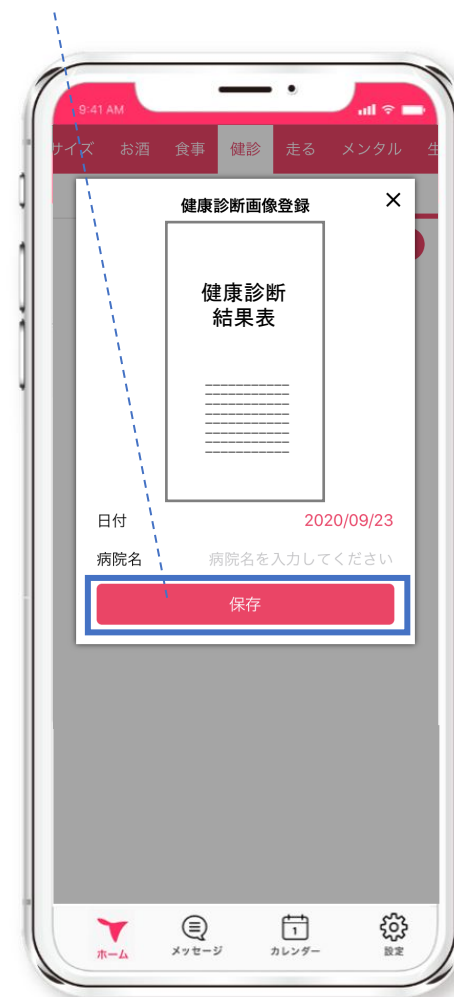 9:41 AM
サイズ お酒 食事 健診 走る メンタル 生
健康診断画像登録 ×
健康診断
結果表
日付 2020/09/23
病院名 病院名を入力してください
保存
1
ホーム メッセージ カレンダー 設定